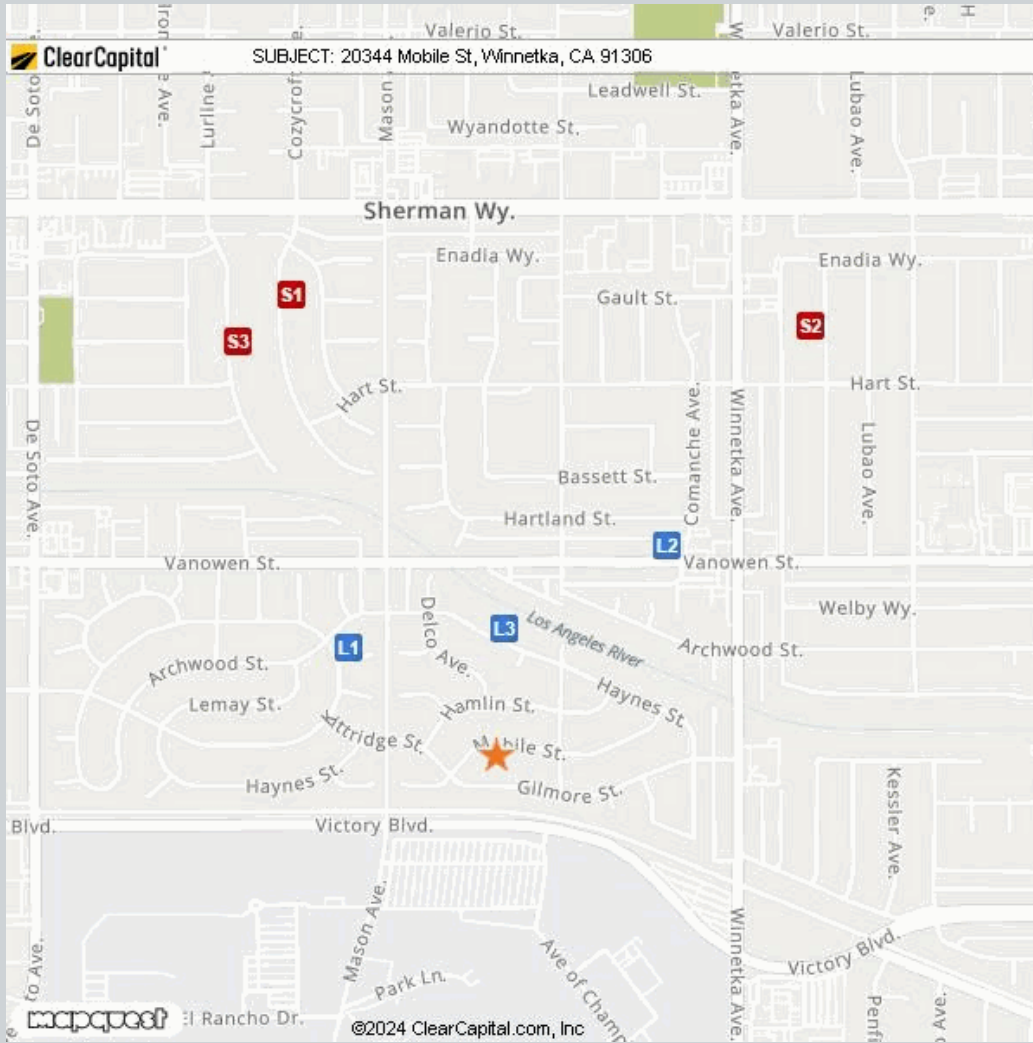 Valerio St.
Valerio St.
ClearCapital
SUBJECT: 20344 Mobile St, Winnetka, CA 91306
Leadwell St.
De Soto
Ave.
Lurline
Mason
Wyandotte St.
Lubao Ave.
Sherman Wy.
Enadia Wy.
Enadia Wy.
S1
Gault St.
S2
S3
Hart St.
Hart St.
De Soto Ave.
Comanche Ave.
Winnetka Ave.
Lubao Ave.
Bassett St.
Hartland St.
L2
Vanowen St.
Vanowen St.
Delco Ave.
Welby Wy.
L3
Los Angeles River
L1
Archwood St.
Archwood St.
Lemay St.
Hamlin St.
Haynes St.
Kittridge St.
Mobile St.
Haynes St.
Gilmore St.
Kessler Ave.
Blvd.
Victory Blvd.
Mason Ave.
Winnetka Ave.
Victory Blvd.
Park Ln.
Ave of Champ
mapquest
El Rancho Dr.
©2024 ClearCapital.com, Inc